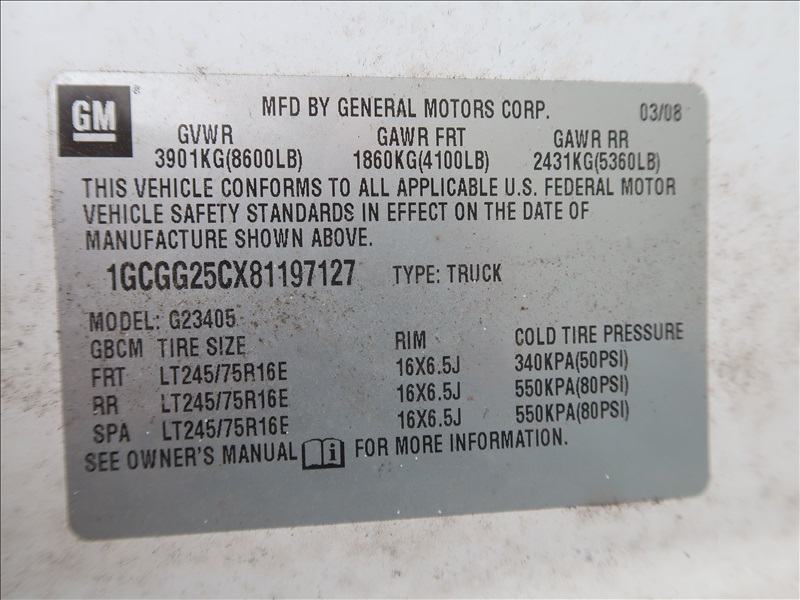 GM
MFD BY GENERAL MOTORS CORP. 03/08
GVWR GAWR FRT GAWR RR
3901KG(8600LB) 1860KG(4100LB) 2431KG(5360LB)
THIS VEHICLE CONFORMS TO ALL APPLICABLE U.S. FEDERAL MOTOR
VEHICLE SAFETY STANDARDS IN EFFECT ON THE DATE OF
MANUFACTURE SHOWN ABOVE.
1GCGG25CX81197127 TYPE: TRUCK
MODEL: G23405
GBCM TIRE SIZE RIM COLD TIRE PRESSURE
FRT LT245/75R16E 16X6.5J 340KPA(50PSI)
RR LT245/75R16E 16X6.5J 550KPA(80PSI)
SPA LT245/75R16E 16X6.5J 550KPA(80PSI)
SEE OWNER'S MANUAL i FOR MORE INFORMATION.